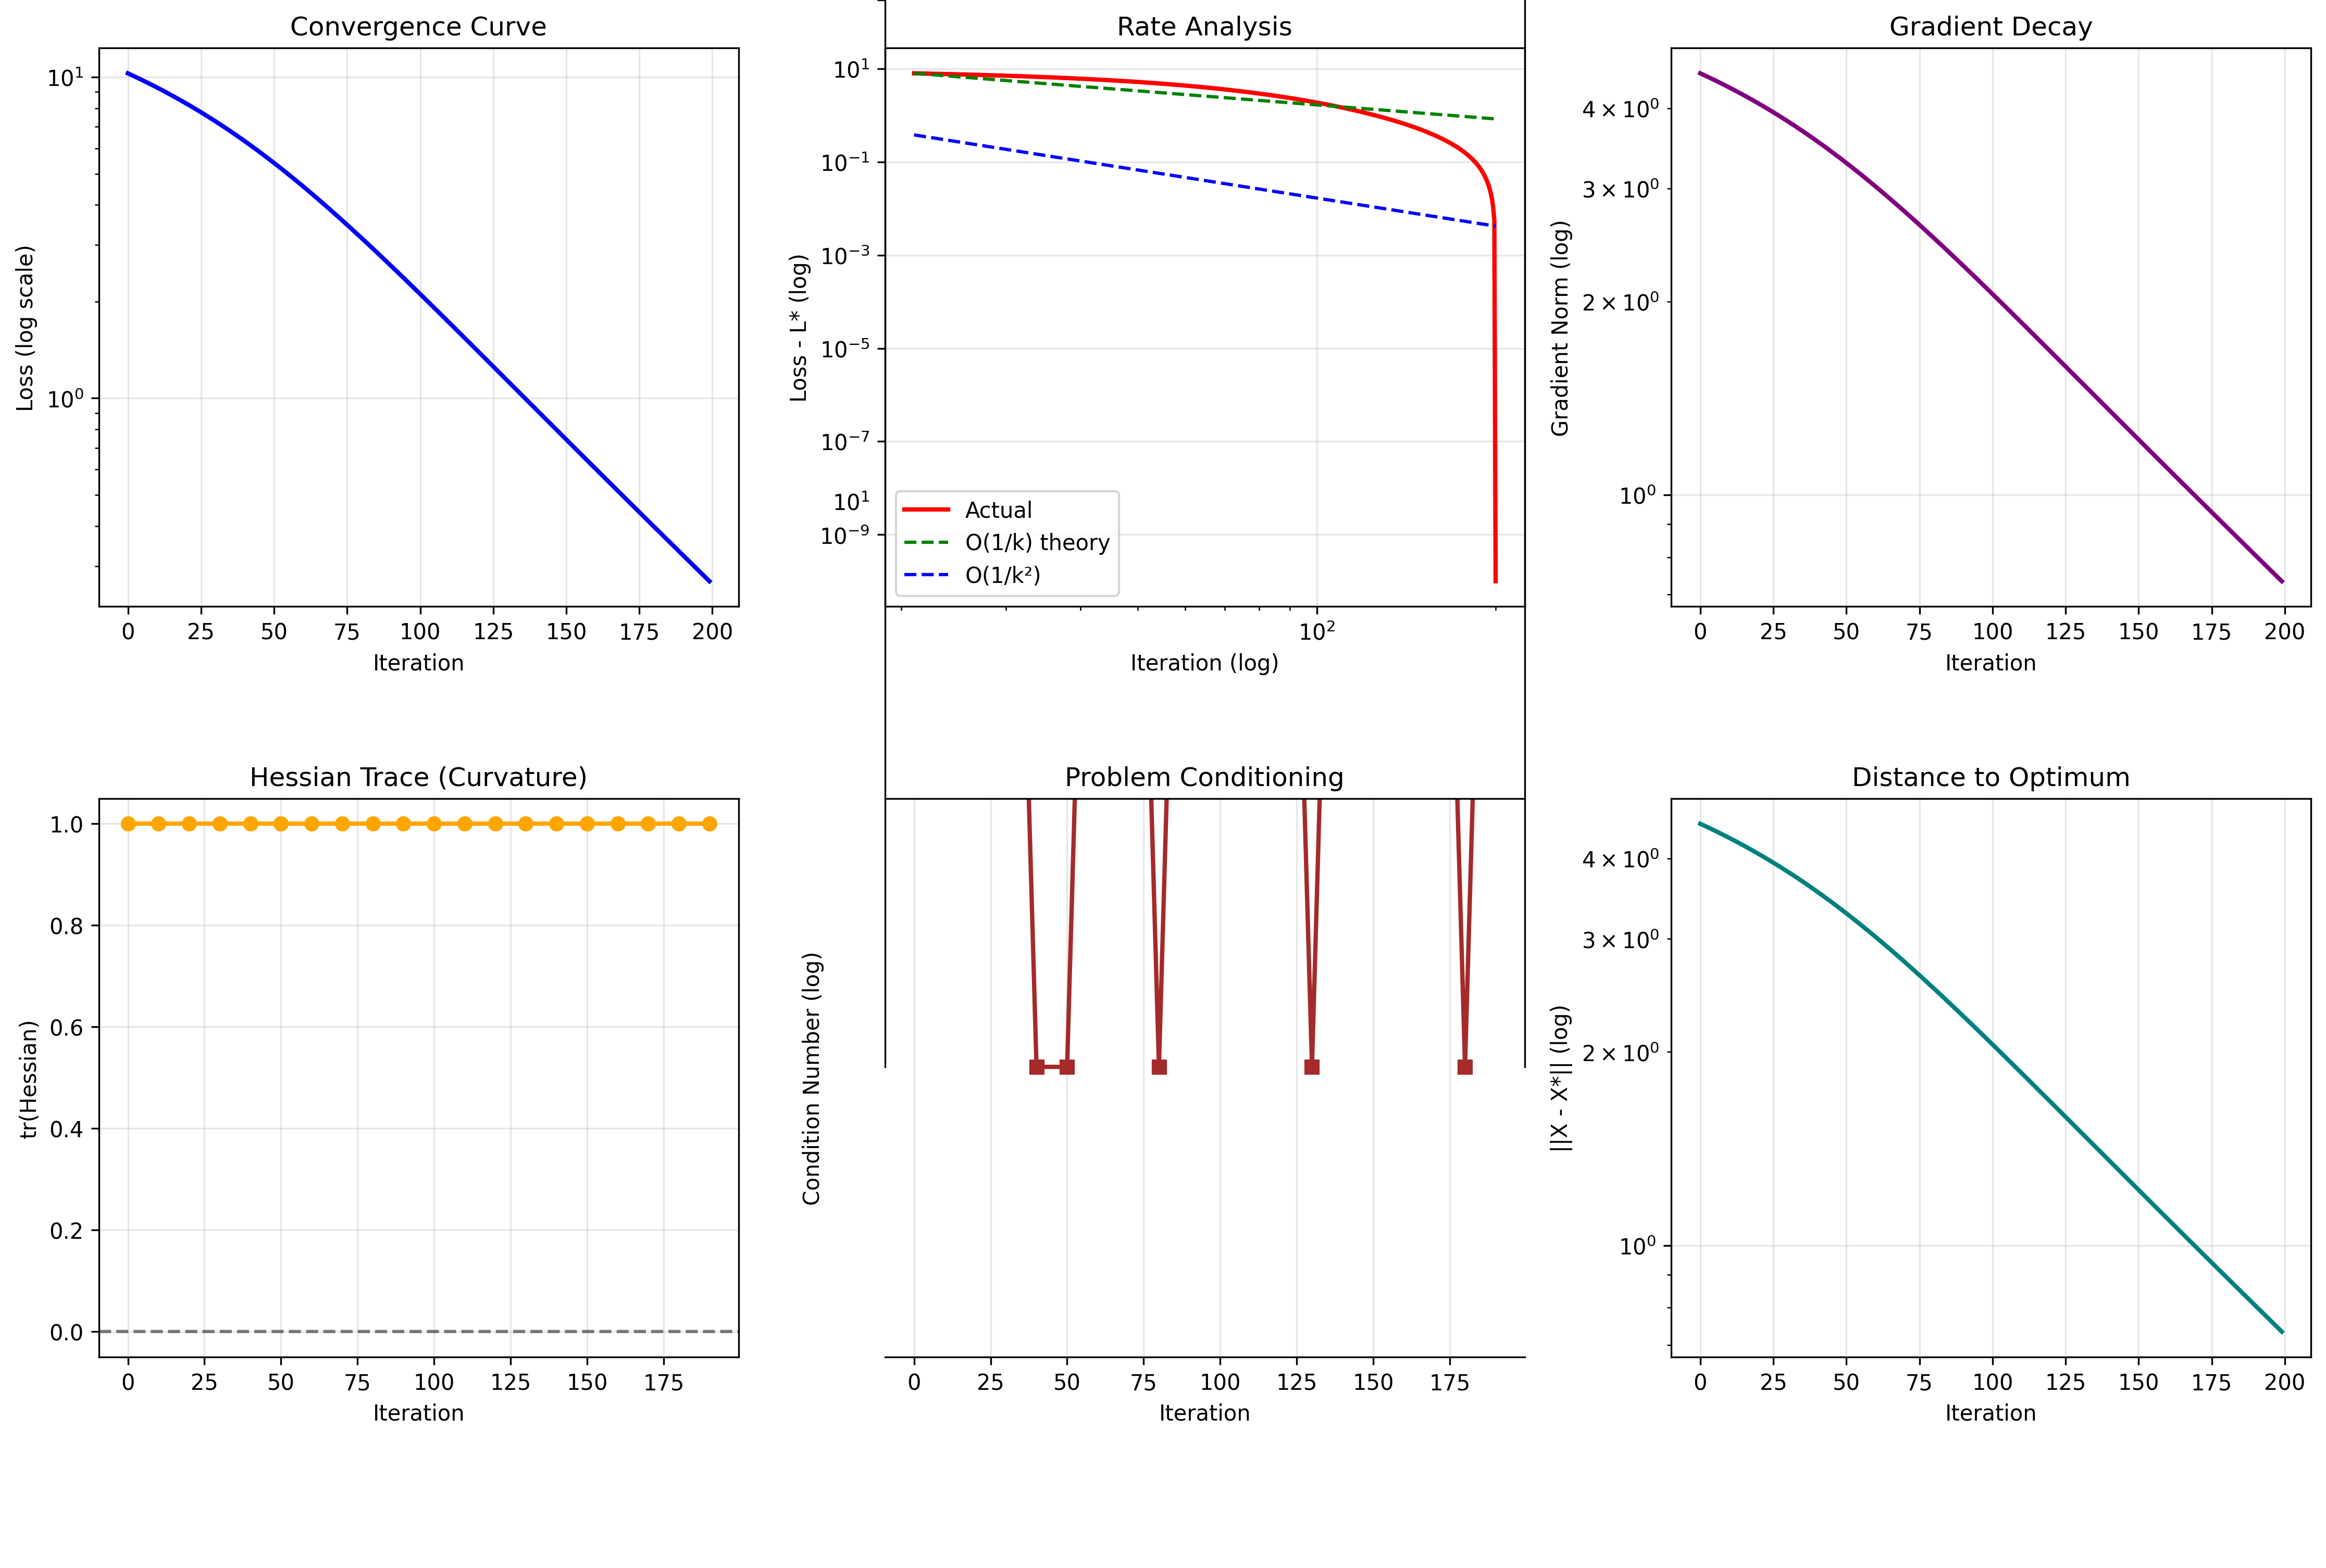 Convergence Curve
Loss (log scale)
10¹
10⁰
0 25 50 75 100 125 150 175 200
Iteration
Rate Analysis
Loss - L* (log)
10¹
10⁻¹
10⁻³
10⁻⁵
10⁻⁷
10¹
10⁻⁹
Actual
O(1/k) theory
O(1/k²)
10²
Iteration (log)
Gradient Decay
Gradient Norm (log)
4 × 10⁰
3 × 10⁰
2 × 10⁰
10⁰
0 25 50 75 100 125 150 175 200
Iteration
Hessian Trace (Curvature)
tr(Hessian)
1.0
0.8
0.6
0.4
0.2
0.0
0 25 50 75 100 125 150 175
Iteration
Problem Conditioning
Condition Number (log)
0 25 50 75 100 125 150 175
Iteration
Distance to Optimum
||X - X*|| (log)
4 × 10⁰
3 × 10⁰
2 × 10⁰
10⁰
0 25 50 75 100 125 150 175 200
Iteration